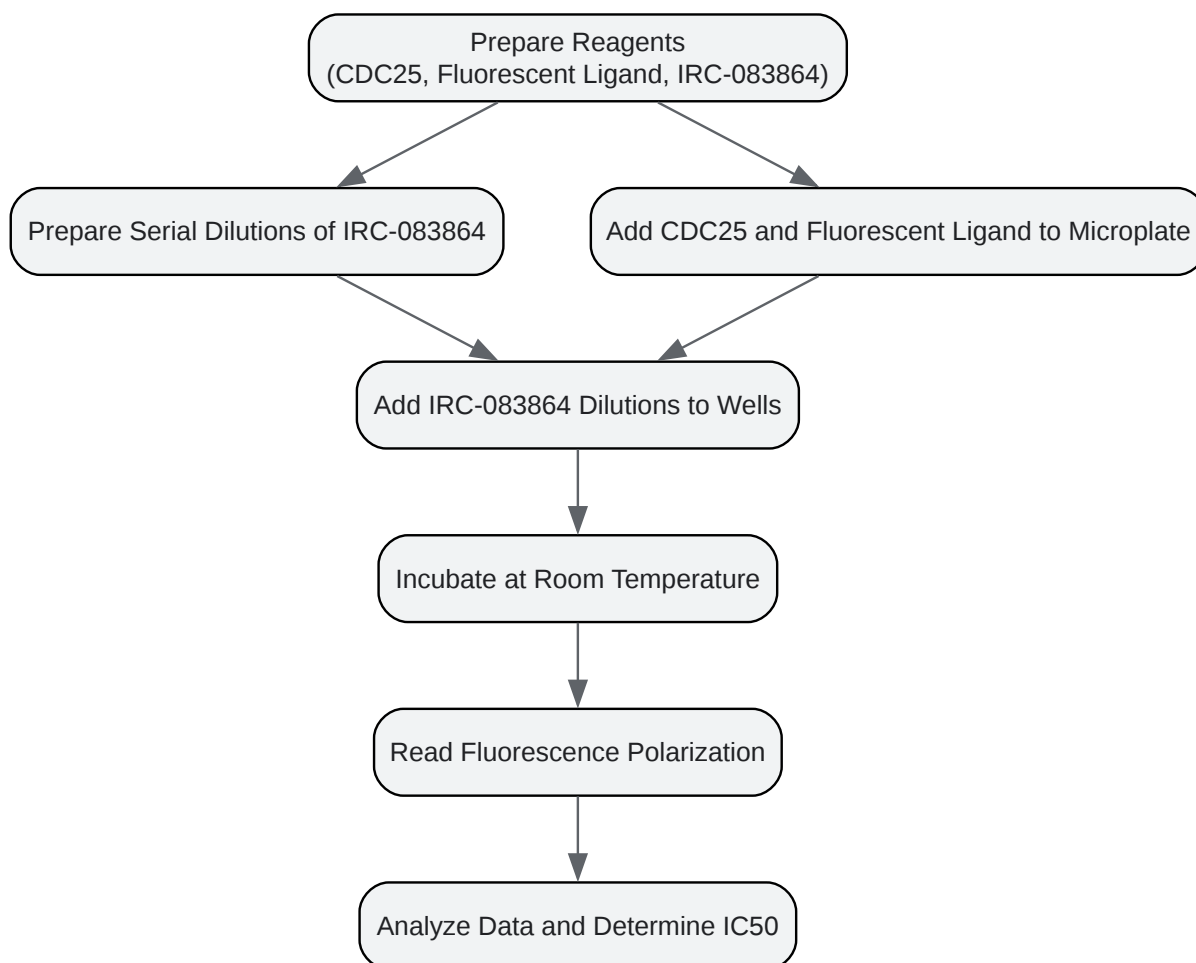 Prepare Reagents
(CDC25, Fluorescent Ligand, IRC-083864)
Prepare Serial Dilutions of IRC-083864
Add CDC25 and Fluorescent Ligand to Microplate
Add IRC-083864 Dilutions to Wells
Incubate at Room Temperature
Read Fluorescence Polarization
Analyze Data and Determine IC50